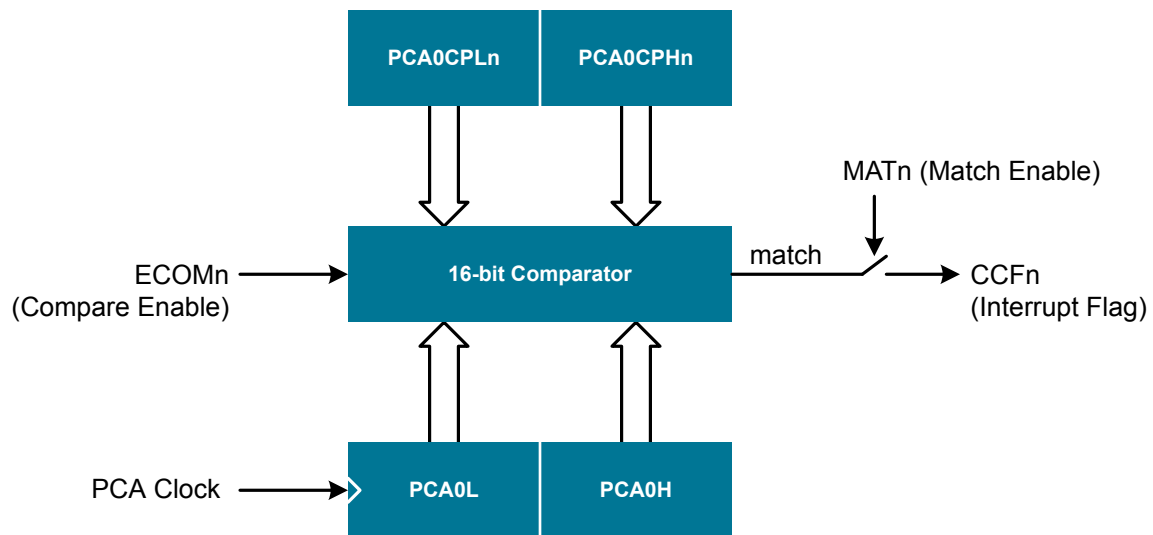 PCA0CPLn
PCA0CPHn
MATn (Match Enable)
ECOMn
(Compare Enable)
16-bit Comparator
match
CCFn
(Interrupt Flag)
PCA Clock
PCA0L
PCA0H